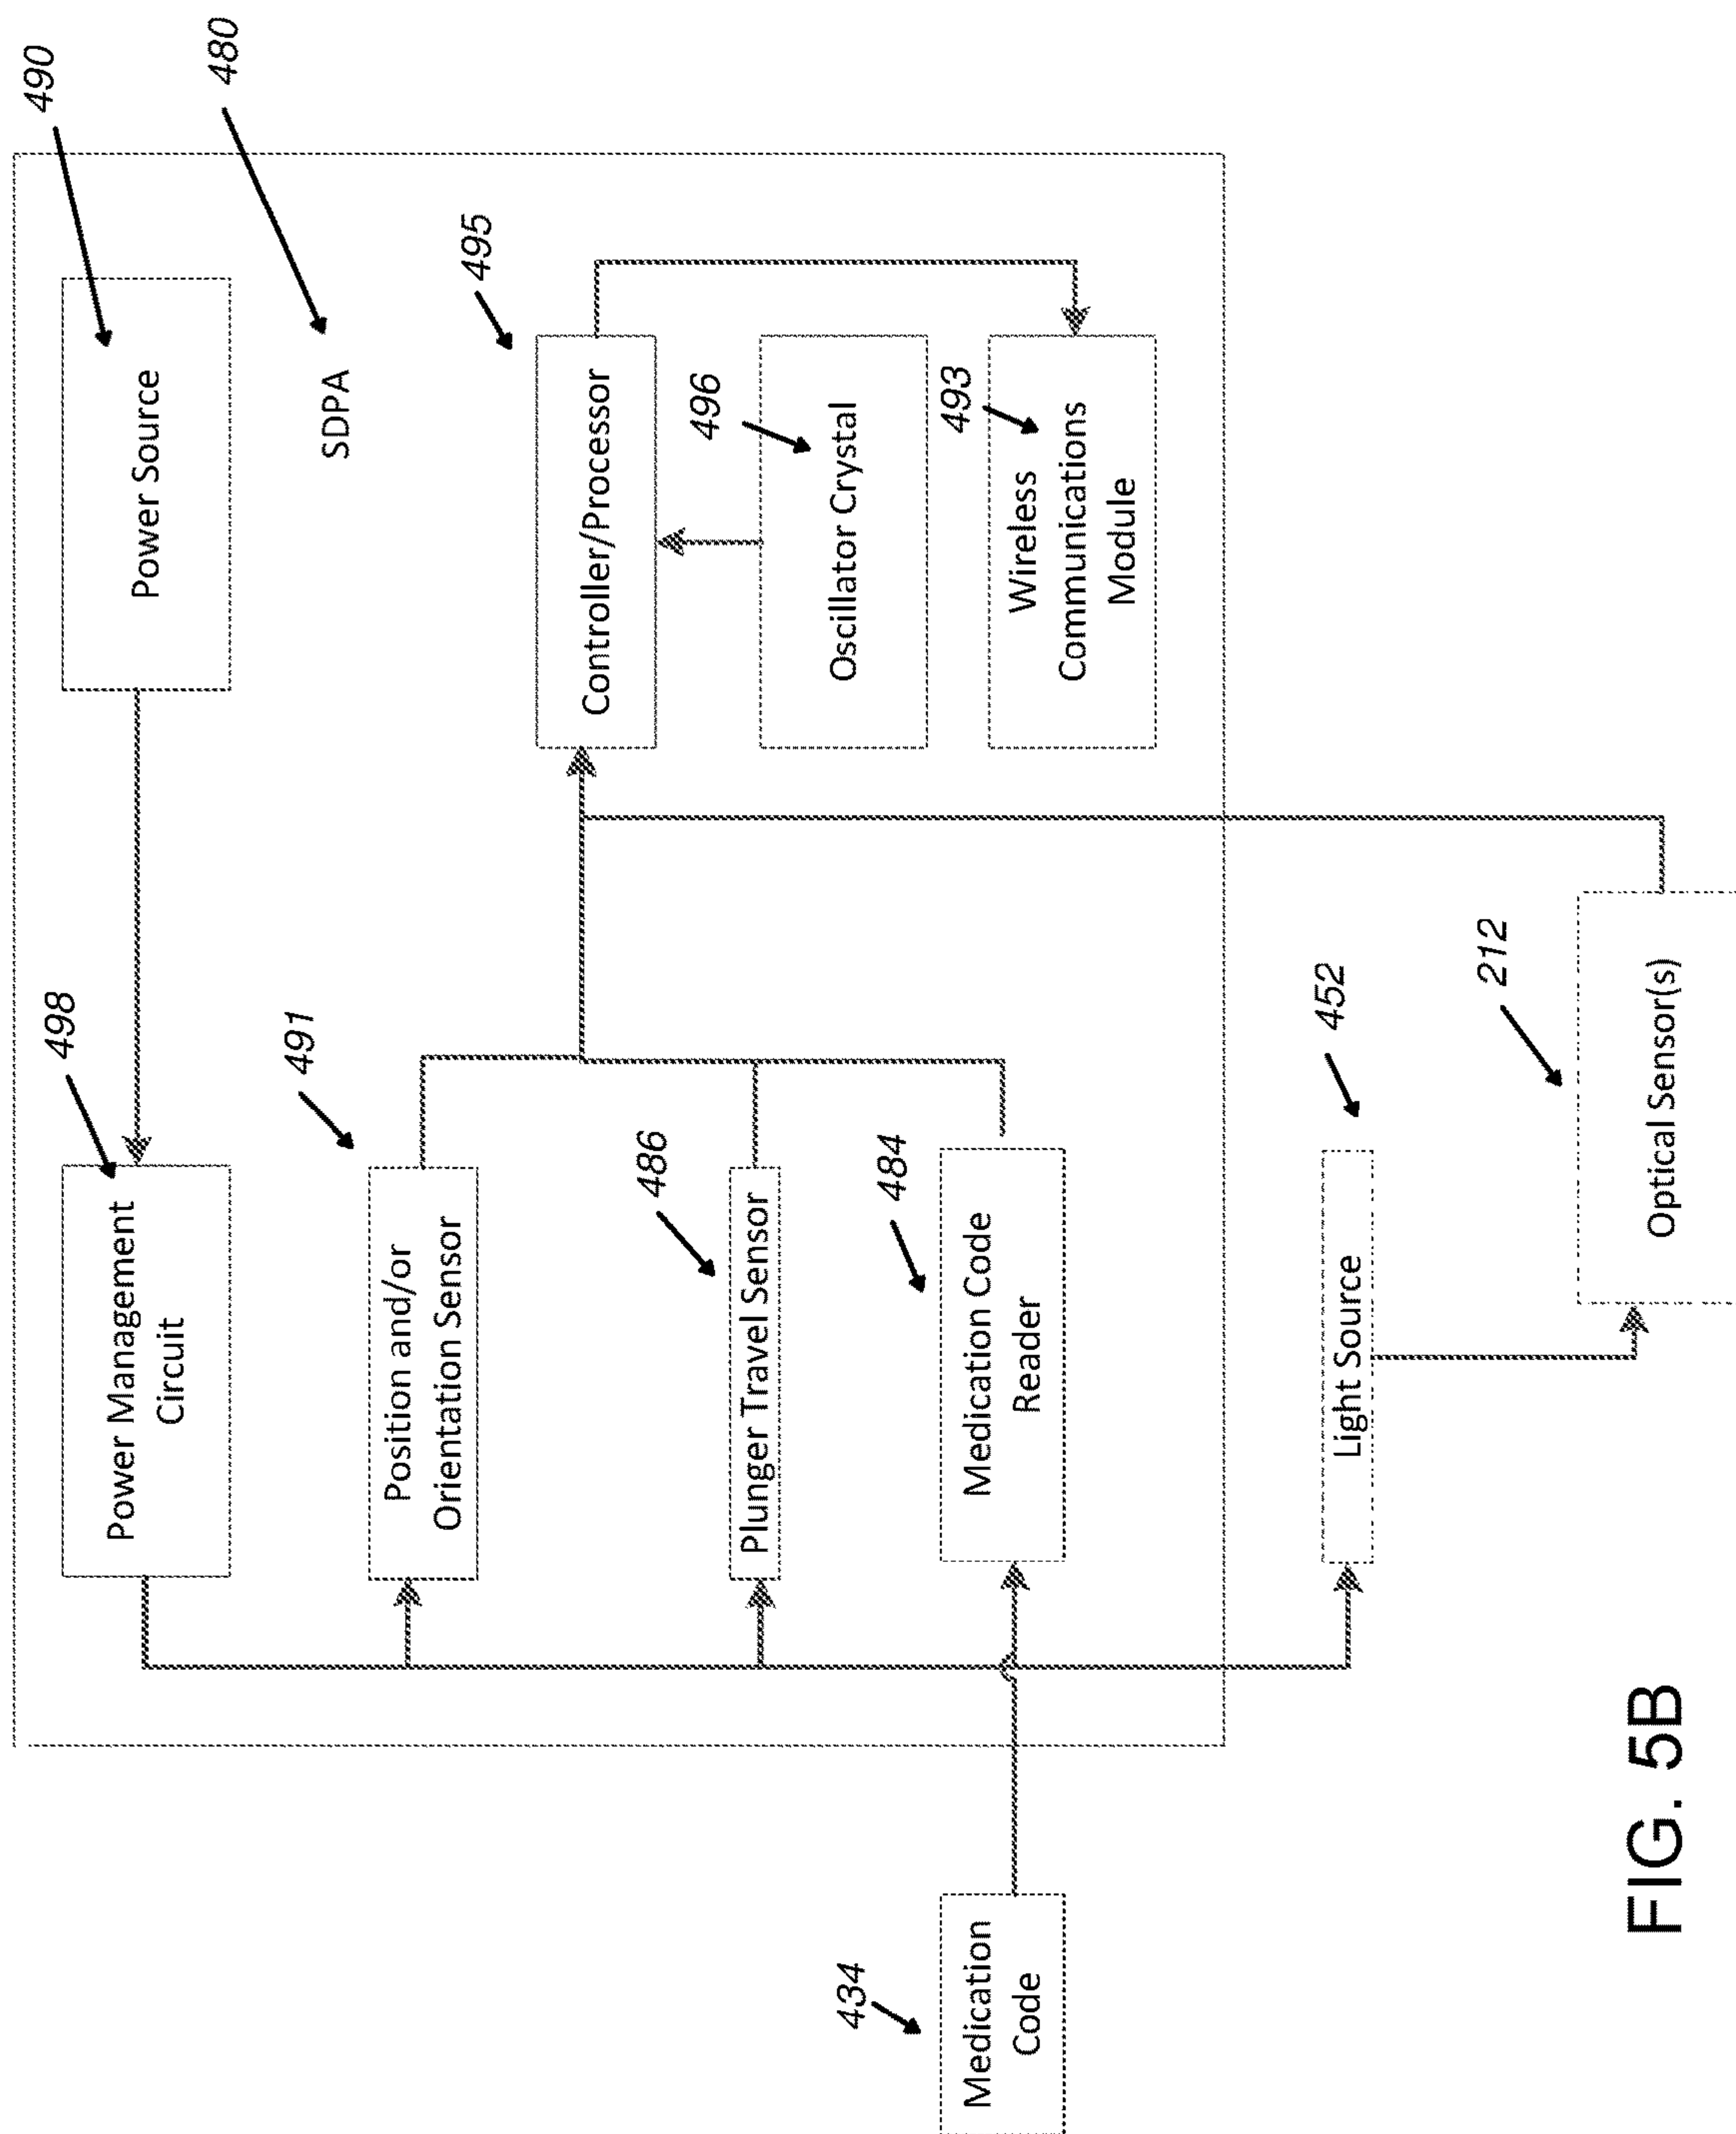 490
480
Power Source
SDPA
498
Power Management
Circuit
491
Position and/or
Orientation Sensor
495
Controller/Processor
486
Plunger Travel Sensor
496
Oscillator Crystal
484
Medication Code
Reader
493
Wireless
Communications
Module
434
Medication
Code
452
Light Source
212
Optical Sensor(s)
FIG. 5B